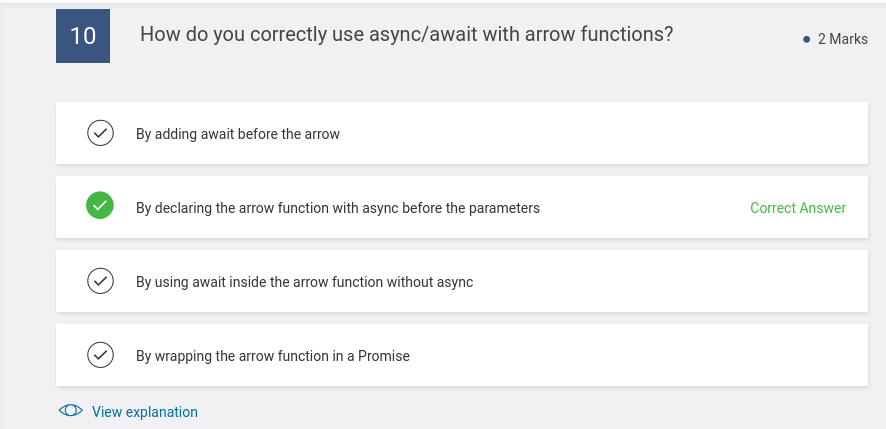 10
How do you correctly use async/await with arrow functions?
2 Marks
By adding await before the arrow
By declaring the arrow function with async before the parameters
Correct Answer
By using await inside the arrow function without async
By wrapping the arrow function in a Promise
View explanation